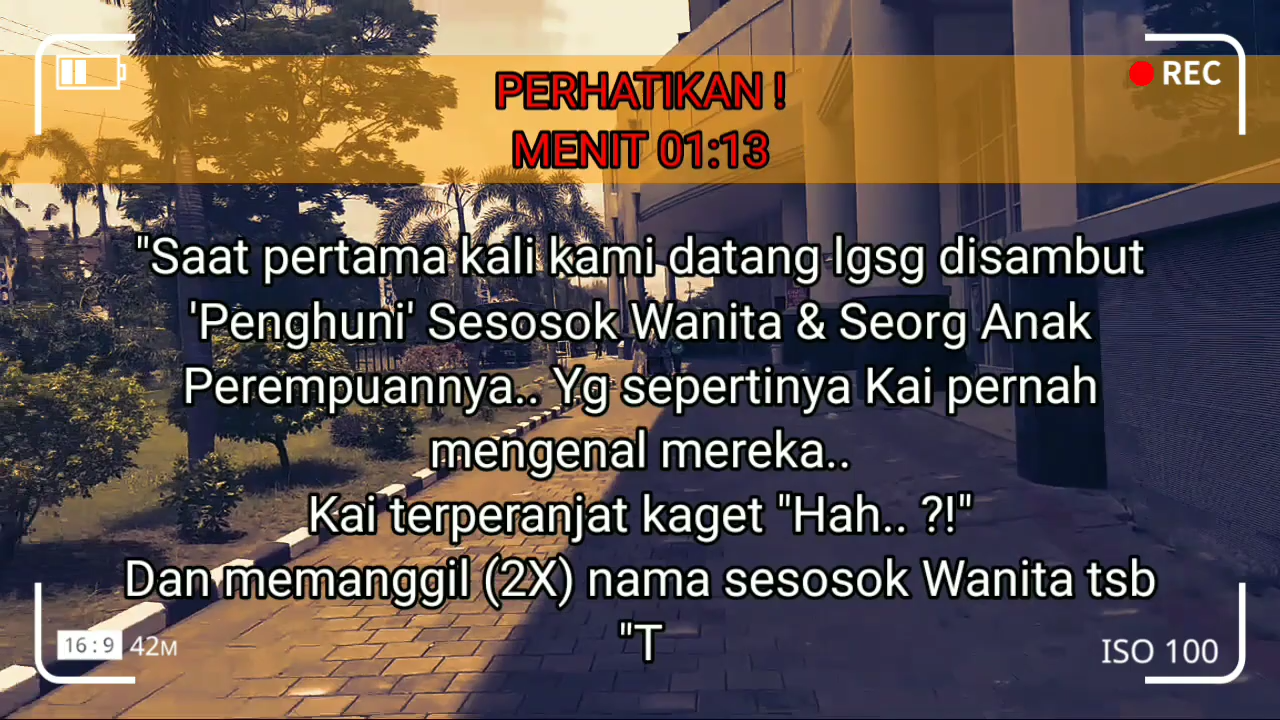 REC
PERHATIKAN !
MENIT 01:13
"Saat pertama kali kami datang lgsg disambut
'Penghuni' Sesosok Wanita & Seorg Anak
Perempuannya.. Yg sepertinya Kai pernah
mengenal mereka..
Kai terperanjat kaget "Hah.. ?!"
Dan memanggil (2X) nama sesosok Wanita tsb
"T
16:9 42M
ISO 100